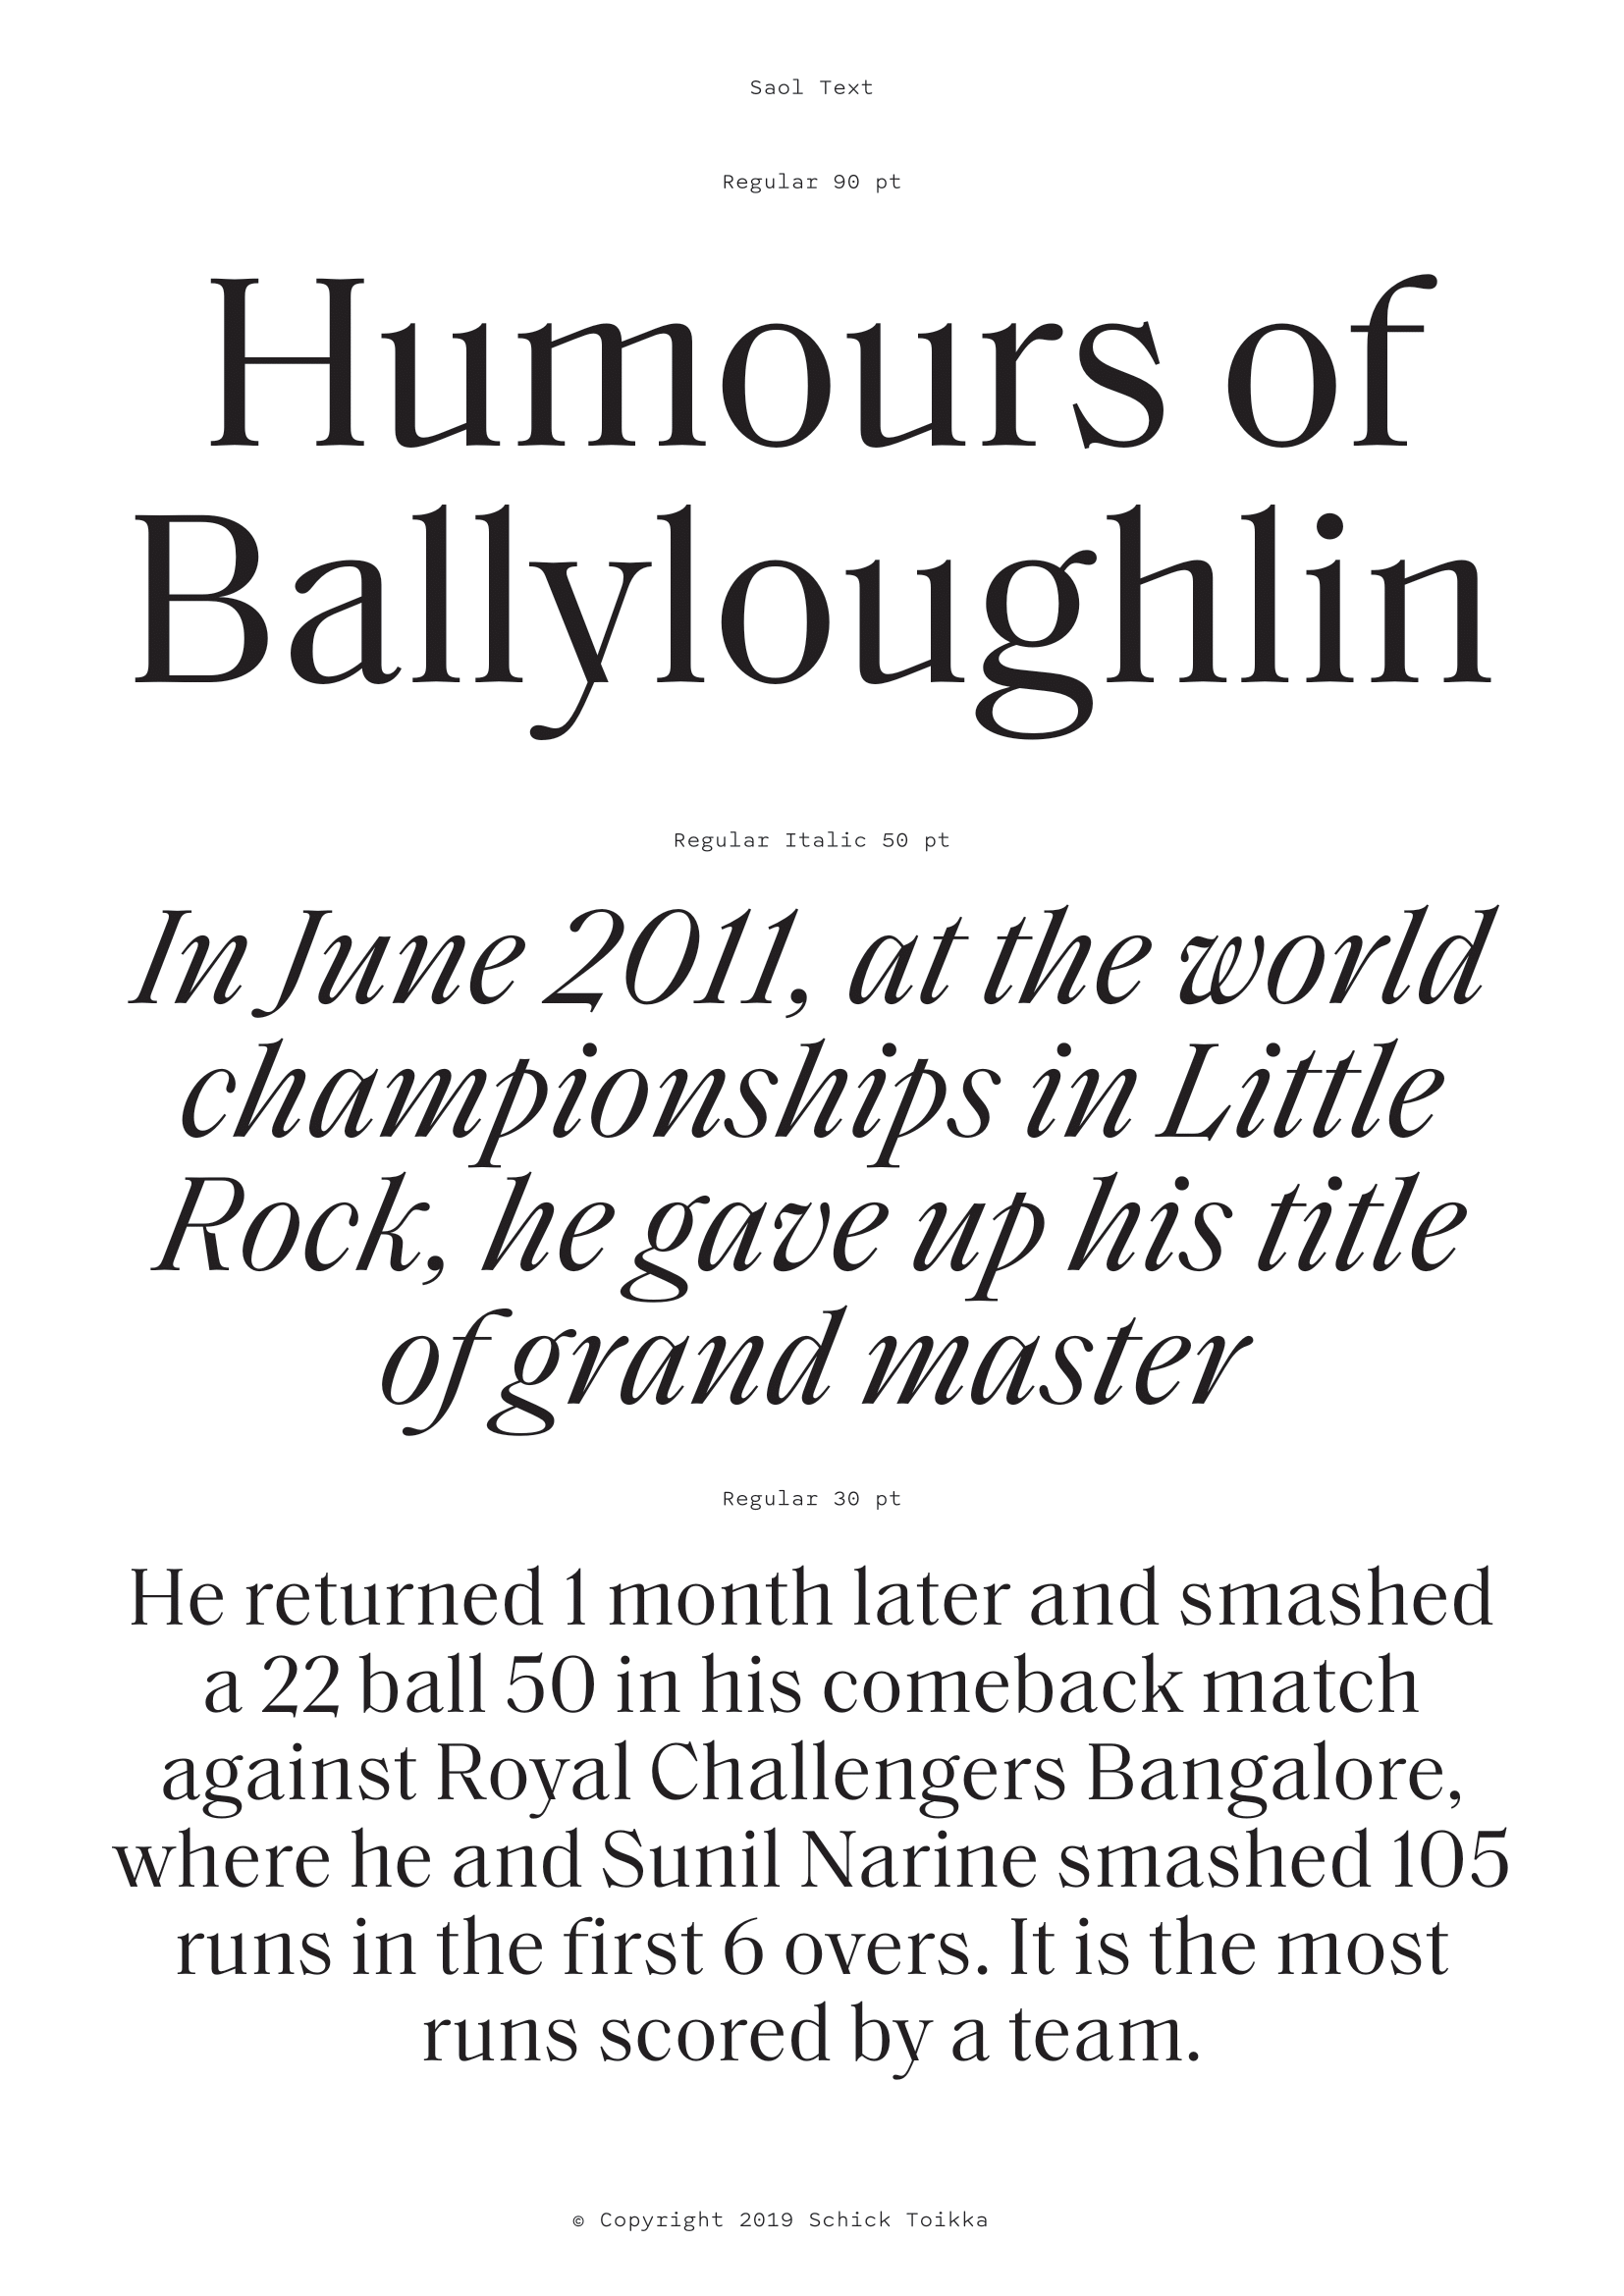 Saol Text
Regular 90 pt
Humours of
Ballyloughlin
Regular Italic 50 pt
In June 2011, at the world
championships in Little
Rock, he gave up his title
of grand master
Regular 30 pt
He returned 1 month later and smashed
a 22 ball 50 in his comeback match
against Royal Challengers Bangalore,
where he and Sunil Narine smashed 105
runs in the first 6 overs. It is the most
runs scored by a team.
© Copyright 2019 Schick Toikka